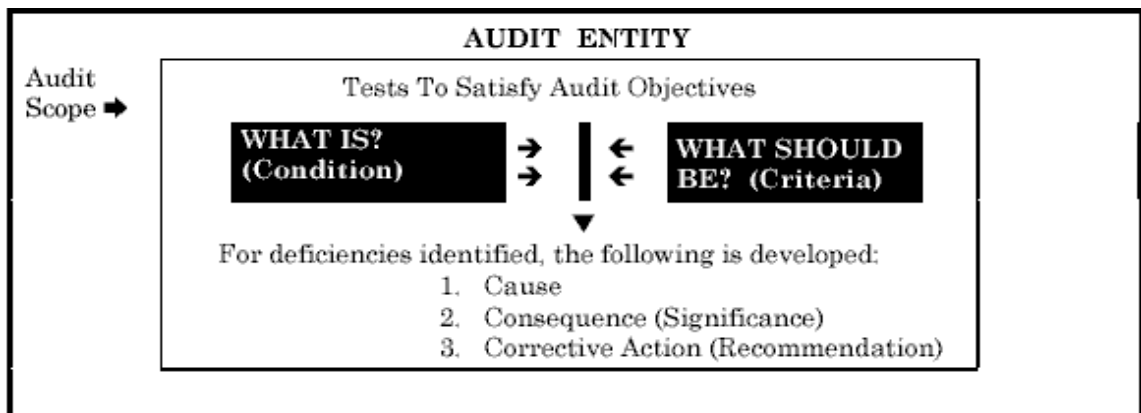 AUDIT ENTITY
Audit
Scope ➡
Tests To Satisfy Audit Objectives
WHAT IS?
(Condition)
WHAT SHOULD
BE? (Criteria)
For deficiencies identified, the following is developed:
1. Cause
2. Consequence (Significance)
3. Corrective Action (Recommendation)